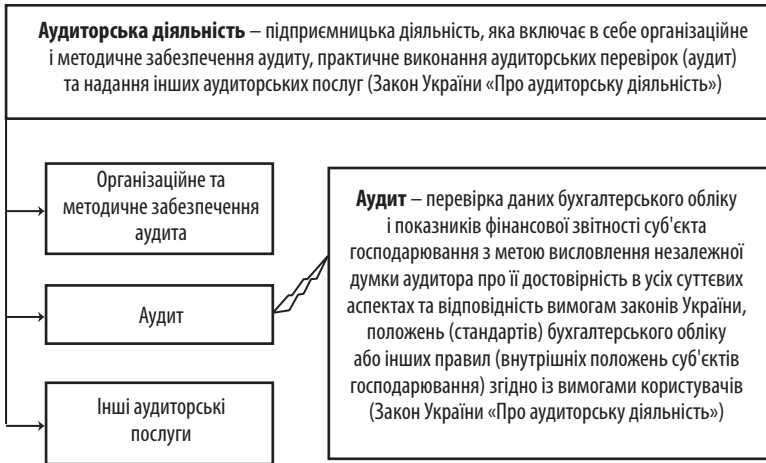 Аудиторська діяльність – підприємницька діяльність, яка включає в себе організаційне
і методичне забезпечення аудиту, практичне виконання аудиторських перевірок (аудит)
та надання інших аудиторських послуг (Закон України «Про аудиторську діяльність»)
Організаційне та
методичне забезпечення
аудита
Аудит
Інші аудиторські
послуги
Аудит – перевірка даних бухгалтерського обліку
і показників фінансової звітності суб'єкта
господарювання з метою висловлення незалежної
думки аудитора про її достовірність в усіх суттєвих
аспектах та відповідність вимогам законів України,
положень (стандартів) бухгалтерського обліку
або інших правил (внутрішніх положень суб'єктів
господарювання) згідно із вимогами користувачів
(Закон України «Про аудиторську діяльність»)